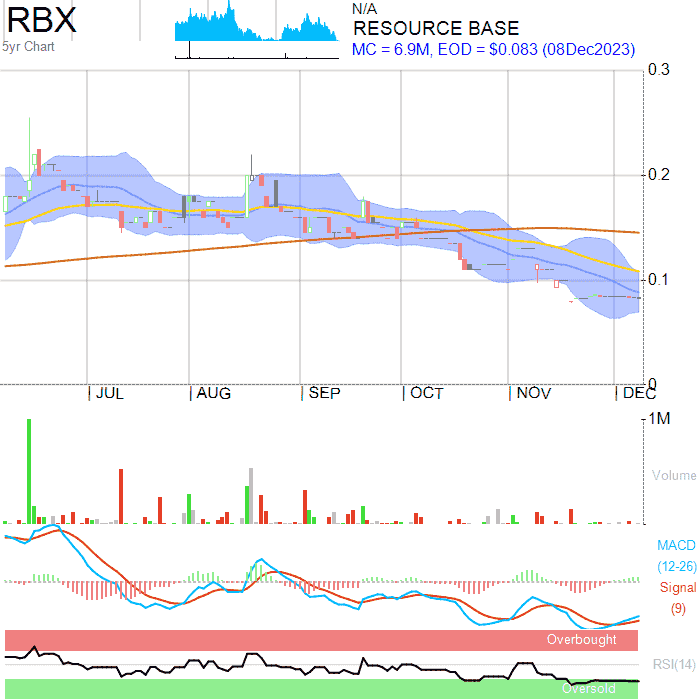 RBX
5yr Chart
N/A
RESOURCE BASE
MC = 6.9M, EOD = $0.083 (08Dec2023)
0.3
0.2
0.1
0
JUL AUG SEP OCT NOV DEC
1M
Volume
MACD
(12-26)
Signal
(9)
Overbought
RSI(14)
Oversold